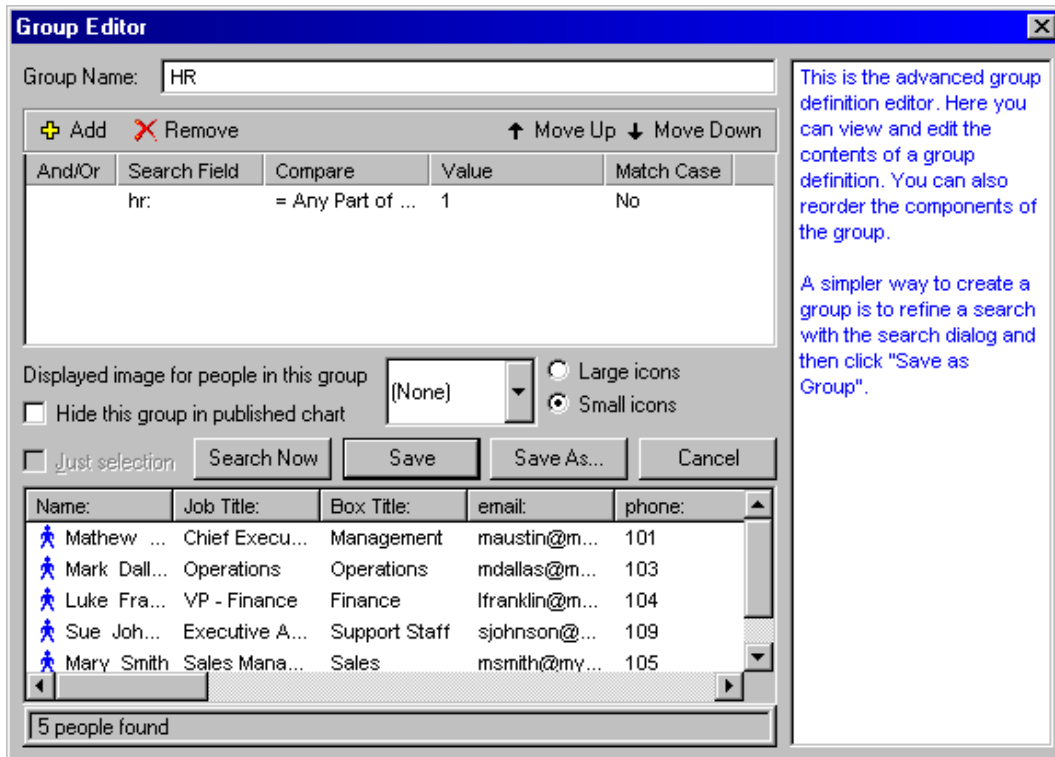 Group Editor
Group Name: HR
Add Remove Move Up Move Down
And/Or Search Field Compare Value Match Case
hr: = Any Part of ... 1 No
Displayed image for people in this group (None) Large icons
Hide this group in published chart Small icons
Just selection Search Now Save Save As... Cancel
Name: Job Title: Box Title: email: phone:
Mathew ... Chief Execu... Management maustin@m... 101
Mark Dall... Operations Operations mdallas@m... 103
Luke Fra... VP - Finance Finance lfranklin@m... 104
Sue Joh... Executive A... Support Staff sjohnson@... 109
Mary Smith Sales Mana... Sales msmith@my... 105
5 people found
This is the advanced group
definition editor. Here you
can view and edit the
contents of a group
definition. You can also
reorder the components of
the group.
A simpler way to create a
group is to refine a search
with the search dialog and
then click "Save as
Group".